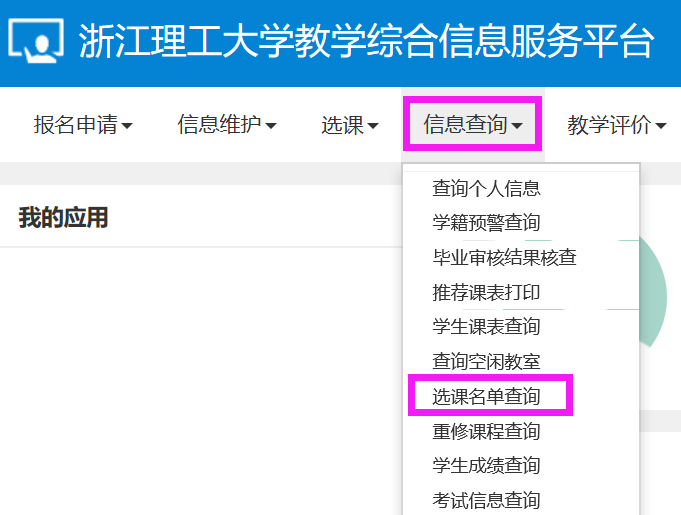 浙江理工大学教学综合信息服务平台
报名申请 信息维护 选课 信息查询 教学评价
我的应用
查询个人信息
学籍预警查询
毕业审核结果核查
推荐课表打印
学生课表查询
查询空闲教室
选课名单查询
重修课程查询
学生成绩查询
考试信息查询